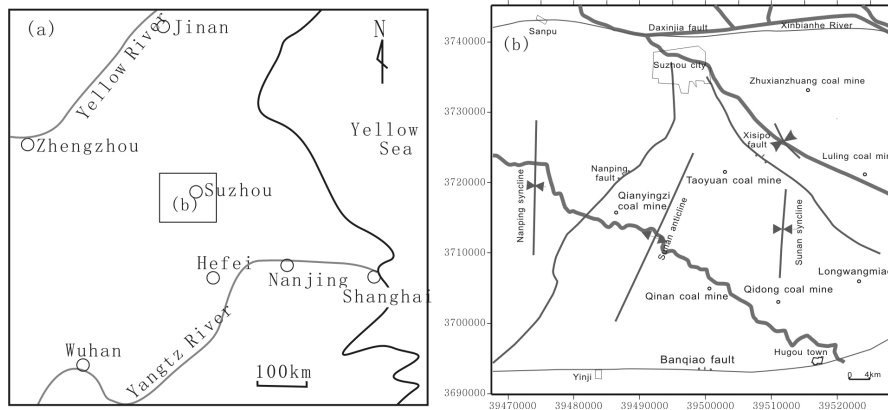 (a)
Jinan
N
Yellow River
Yellow
Sea
Zhengzhou
Suzhou
(b)
Hefei
Nanjing
Shanghai
Yangtz River
Wuhan
100km
(b)
3740000
3730000
3720000
3710000
3700000
3690000
Sanpu
Daxinjia fault
Xinbianhe River
Suzhou city
Zhuxianzhuang coal mine
Xisipo
fault
Luling coal min
Nanping
fault
Taoyuan coal mine
Nanping syncline
Qianyingzi
coal mine
Sunan anticline
Sunan syncline
Longwangmiao
Qinan coal mine
Qidong coal mine
Hugou town
Banqiao fault
Yinji
0 4km
39470000
39480000
39490000
39500000
39510000
39520000